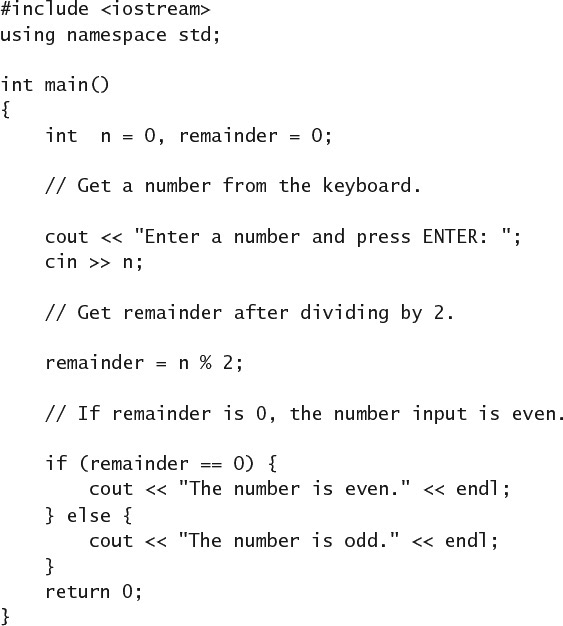 #include <iostream>
using namespace std;
int main()
{
int  n = 0, remainder = 0;
// Get a number from the keyboard.
cout << "Enter a number and press ENTER: ";
cin >> n;
// Get remainder after dividing by 2.
remainder = n % 2;
// If remainder is 0, the number input is even.
if (remainder == 0) {
cout << "The number is even." << endl;
} else {
cout << "The number is odd." << endl;
}
return 0;
}